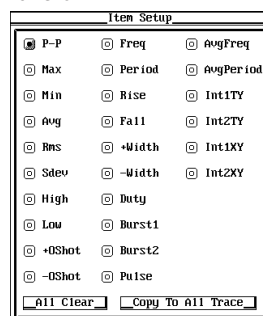 Item Setup
P-P Freq AvgFreq
Max Period AvgPeriod
Min Rise Int1TY
Avg Fall Int2TY
Rms +Width Int1XY
Sdev -Width Int2XY
High Duty
Low Burst1
+OShot Burst2
-OShot Pulse
All Clear Copy To All Trace